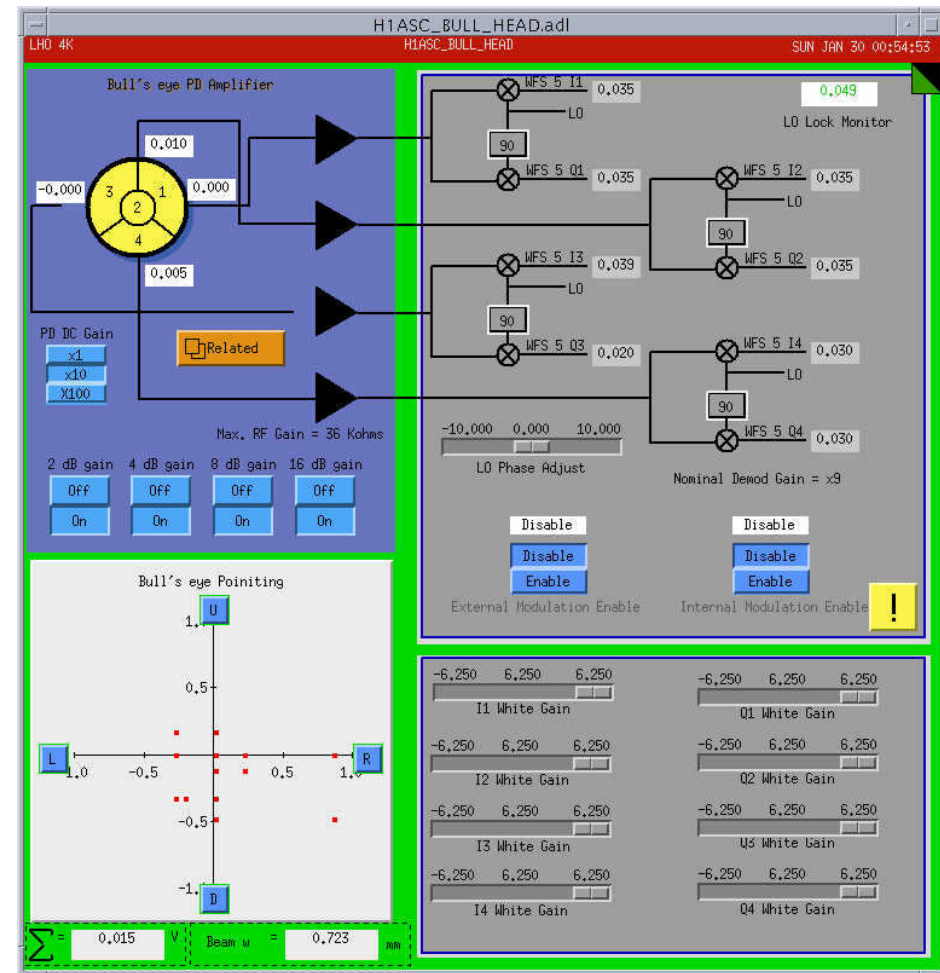 H1ASC_BULL_HEAD.adl
LHO 4K H1ASC_BULL_HEAD SUN JAN 30 00:54:53
Bull's eye PD Amplifier
0.010
-0.000 3 1 0.000
2
4
0.005
PD DC Gain
x1
x10
X100
Related
Max. RF Gain = 36 Kohms
2 dB gain 4 dB gain 8 dB gain 16 dB gain
Off Off Off Off
On On On On
WFS 5 I1 0.035
LO
90
WFS 5 Q1 0.035
0.049
LO Lock Monitor
WFS 5 I2 0.035
LO
90
WFS 5 Q2 0.035
WFS 5 I3 0.039
LO
90
WFS 5 Q3 0.020
WFS 5 I4 0.030
LO
90
WFS 5 Q4 0.030
-10.000 0.000 10.000
LO Phase Adjust
Nominal Demod Gain = x9
Disable Disable
Disable Disable
Enable Enable
External Modulation Enable Internal Modulation Enable
!
Bull's eye Poiniting
U
1.
0.5
L R
1.0 -0.5 0.5 1.
-0.5
-1.
D
Σ = 0.015 V Beam w = 0.723 mm
-6.250 6.250 6.250
I1 White Gain
-6.250 6.250 6.250
Q1 White Gain
-6.250 6.250 6.250
I2 White Gain
-6.250 6.250 6.250
Q2 White Gain
-6.250 6.250 6.250
I3 White Gain
-6.250 6.250 6.250
Q3 White Gain
-6.250 6.250 6.250
I4 White Gain
-6.250 6.250 6.250
Q4 White Gain